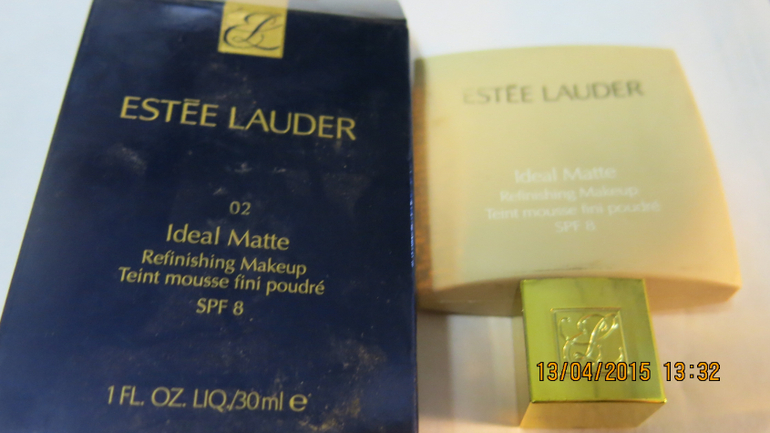 ESTĒE LAUDER
02
Ideal Matte
Refinishing Makeup
Teint mousse fini poudré
SPF 8
1 FL. OZ. LIQ./30 ml e
ESTĒE LAUDER
Ideal Matte
Refinishing Makeup
Teint mousse fini poudré
SPF 8
13/04/2015 13:32